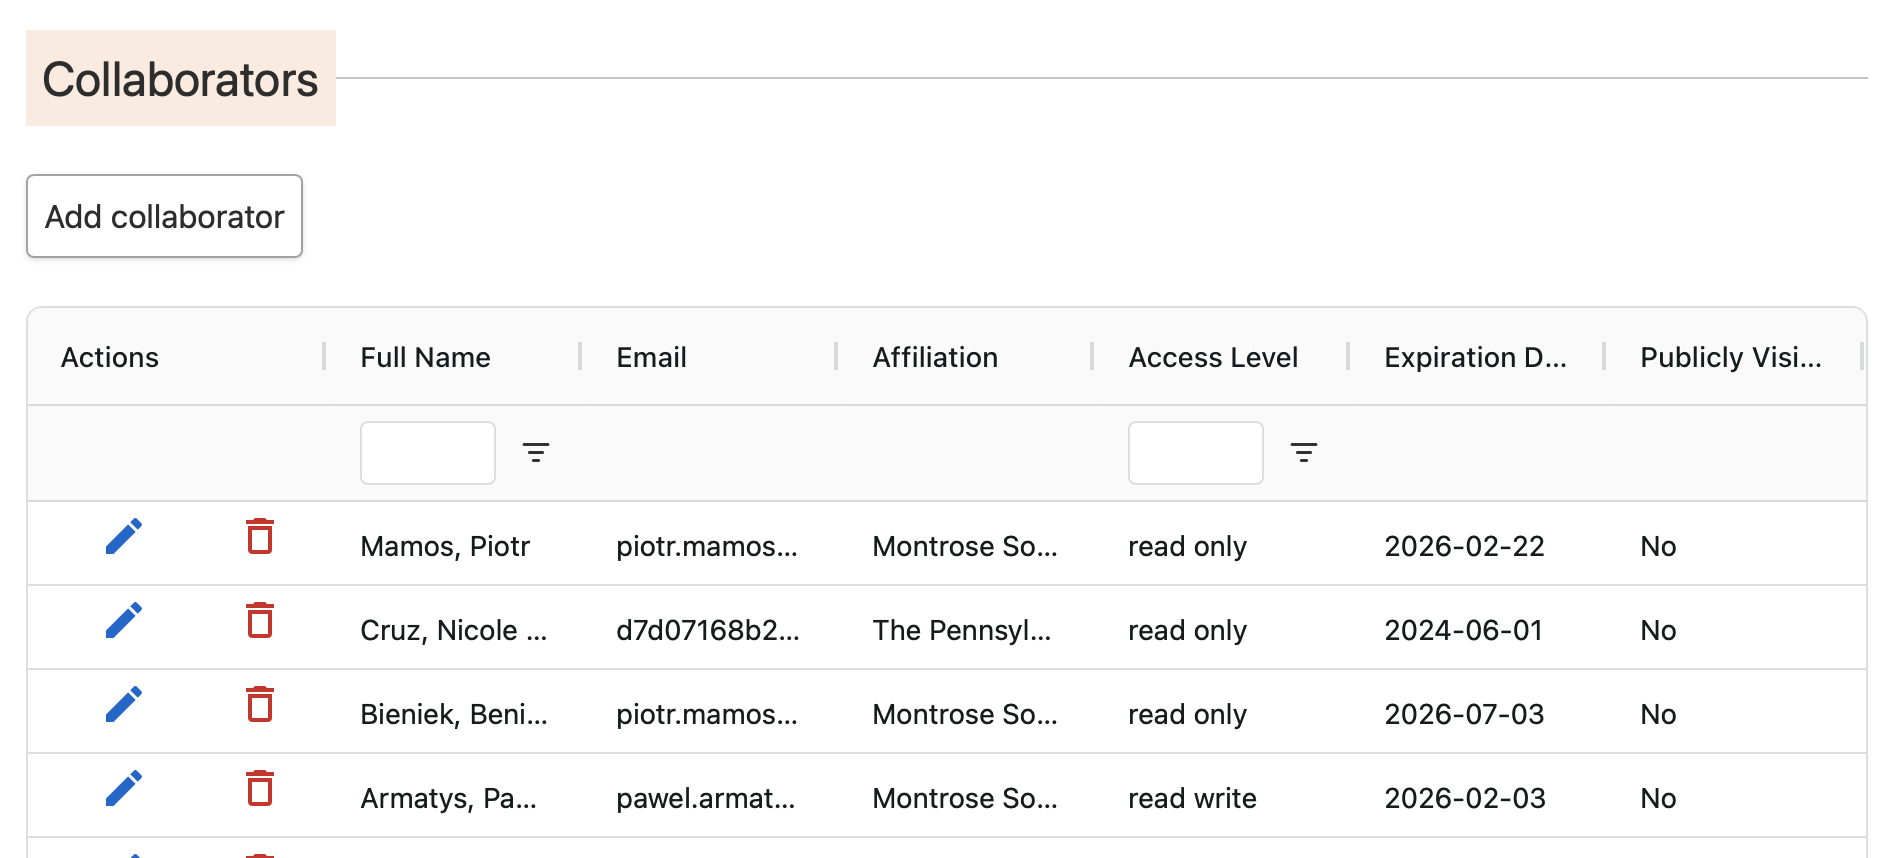 Collaborators
Add collaborator
Actions Full Name Email Affiliation Access Level Expiration D... Publicly Visi...
Mamos, Piotr piotr.mamos... Montrose So... read only 2026-02-22 No
Cruz, Nicole ... d7d07168b2... The Pennsyl... read only 2024-06-01 No
Bieniek, Beni... piotr.mamos... Montrose So... read only 2026-07-03 No
Armatys, Pa... pawel.armat... Montrose So... read write 2026-02-03 No